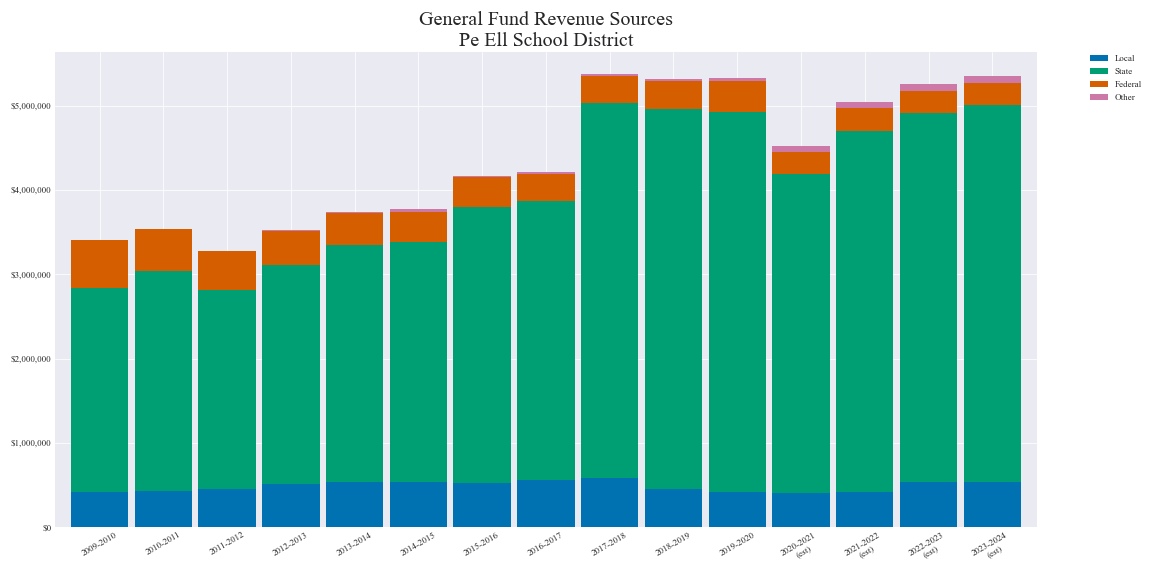 General Fund Revenue Sources
Pe Ell School District
Local
State
Federal
Other
$5,000,000
$4,000,000
$3,000,000
$2,000,000
$1,000,000
$0
2009-2010
2010-2011
2011-2012
2012-2013
2013-2014
2014-2015
2015-2016
2016-2017
2017-2018
2018-2019
2019-2020
2020-2021
(est)
2021-2022
(est)
2022-2023
(est)
2023-2024
(est)